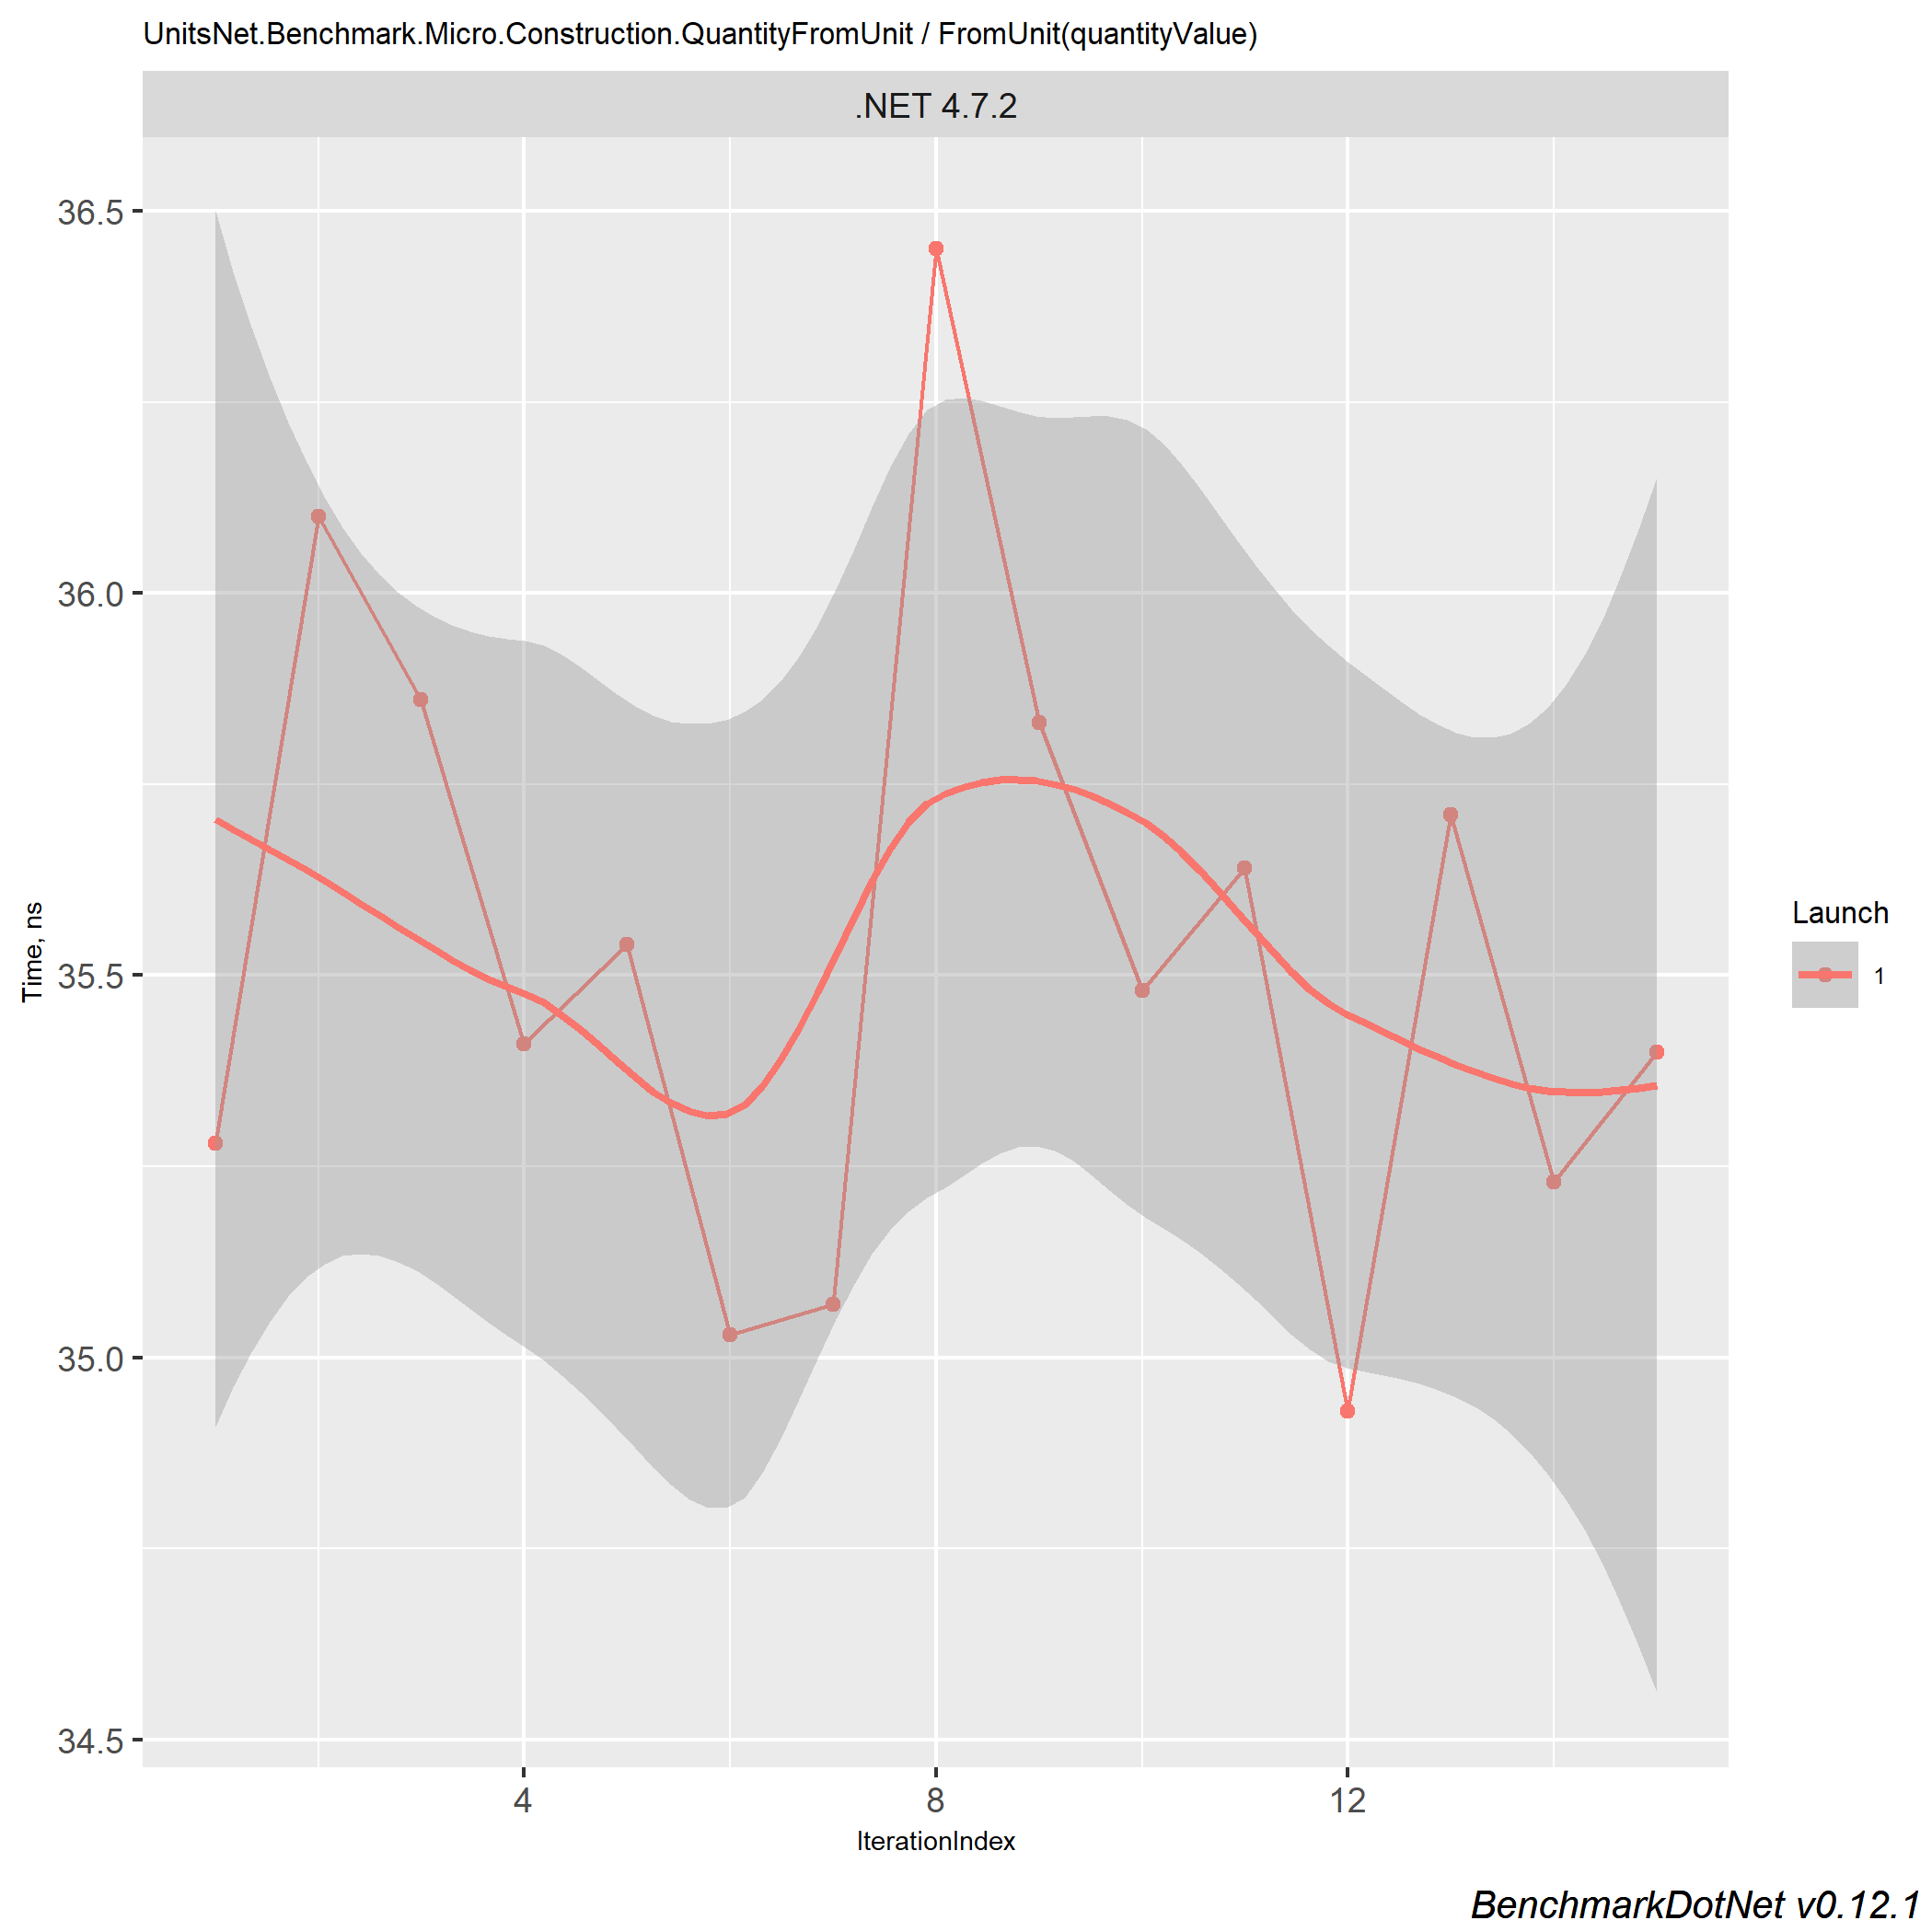 UnitsNet.Benchmark.Micro.Construction.QuantityFromUnit / FromUnit(quantityValue)
.NET 4.7.2
36.5
36.0
35.5
35.0
34.5
Time, ns
4 8 12
IterationIndex
Launch
1
BenchmarkDotNet v0.12.1